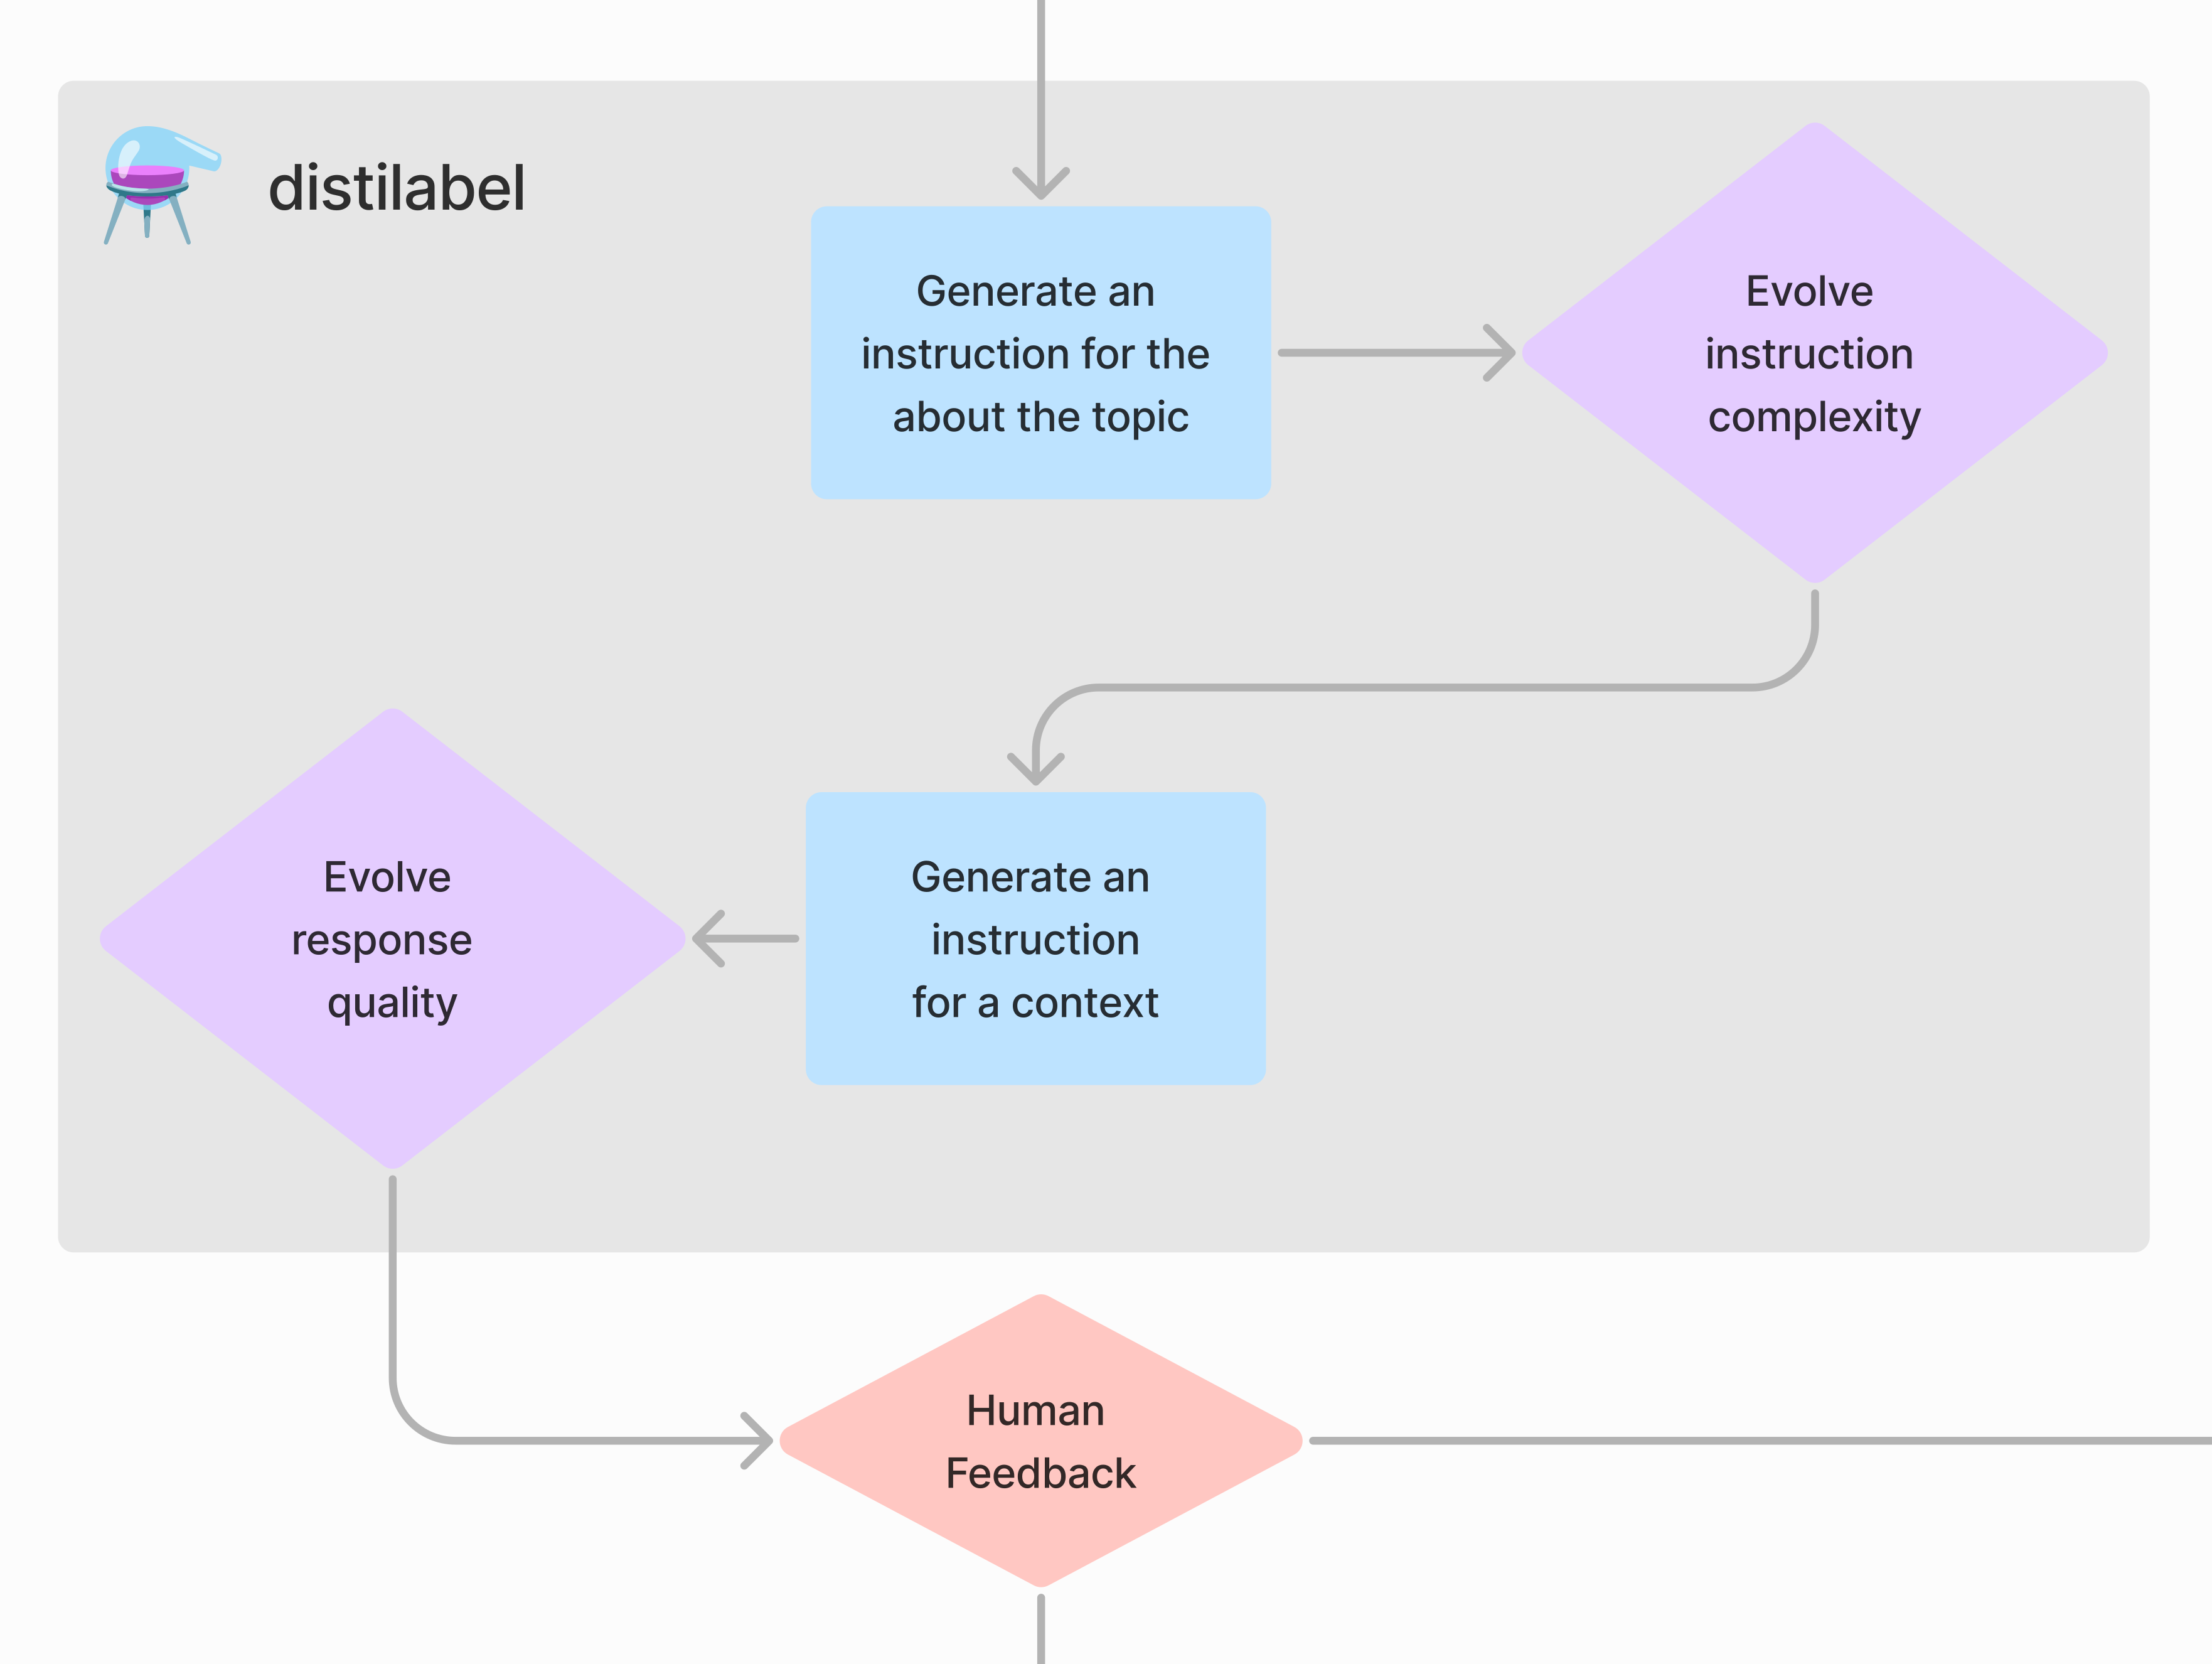 distilabel
Generate an
instruction for the
about the topic
Evolve
instruction
complexity
Generate an
instruction
for a context
Evolve
response
quality
Human
Feedback